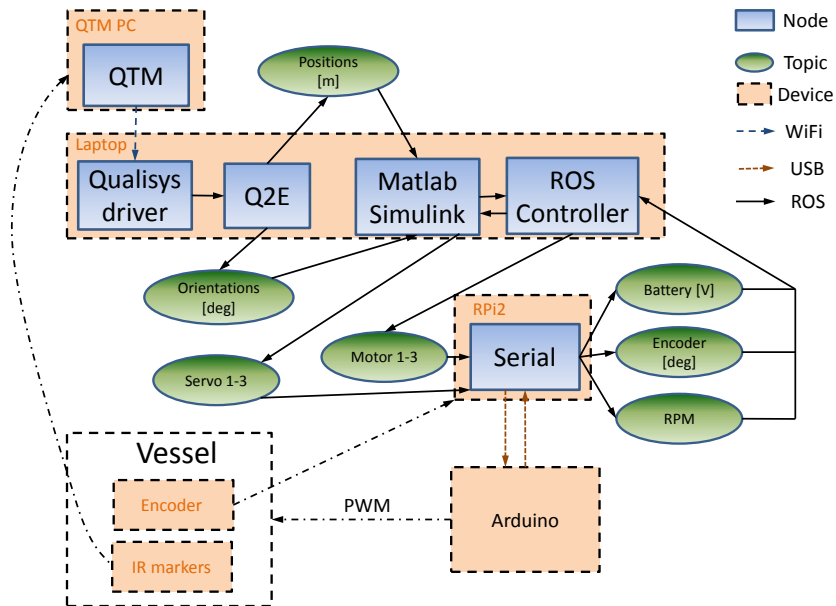 QTM PC
QTM
Positions
[m]
Node
Topic
Device
WiFi
USB
ROS
Laptop
Qualisys
driver
Q2E
Matlab
Simulink
ROS
Controller
Orientations
[deg]
Servo 1-3
Motor 1-3
RPi2
Serial
Battery [V]
Encoder
[deg]
RPM
Vessel
Encoder
IR markers
PWM
Arduino